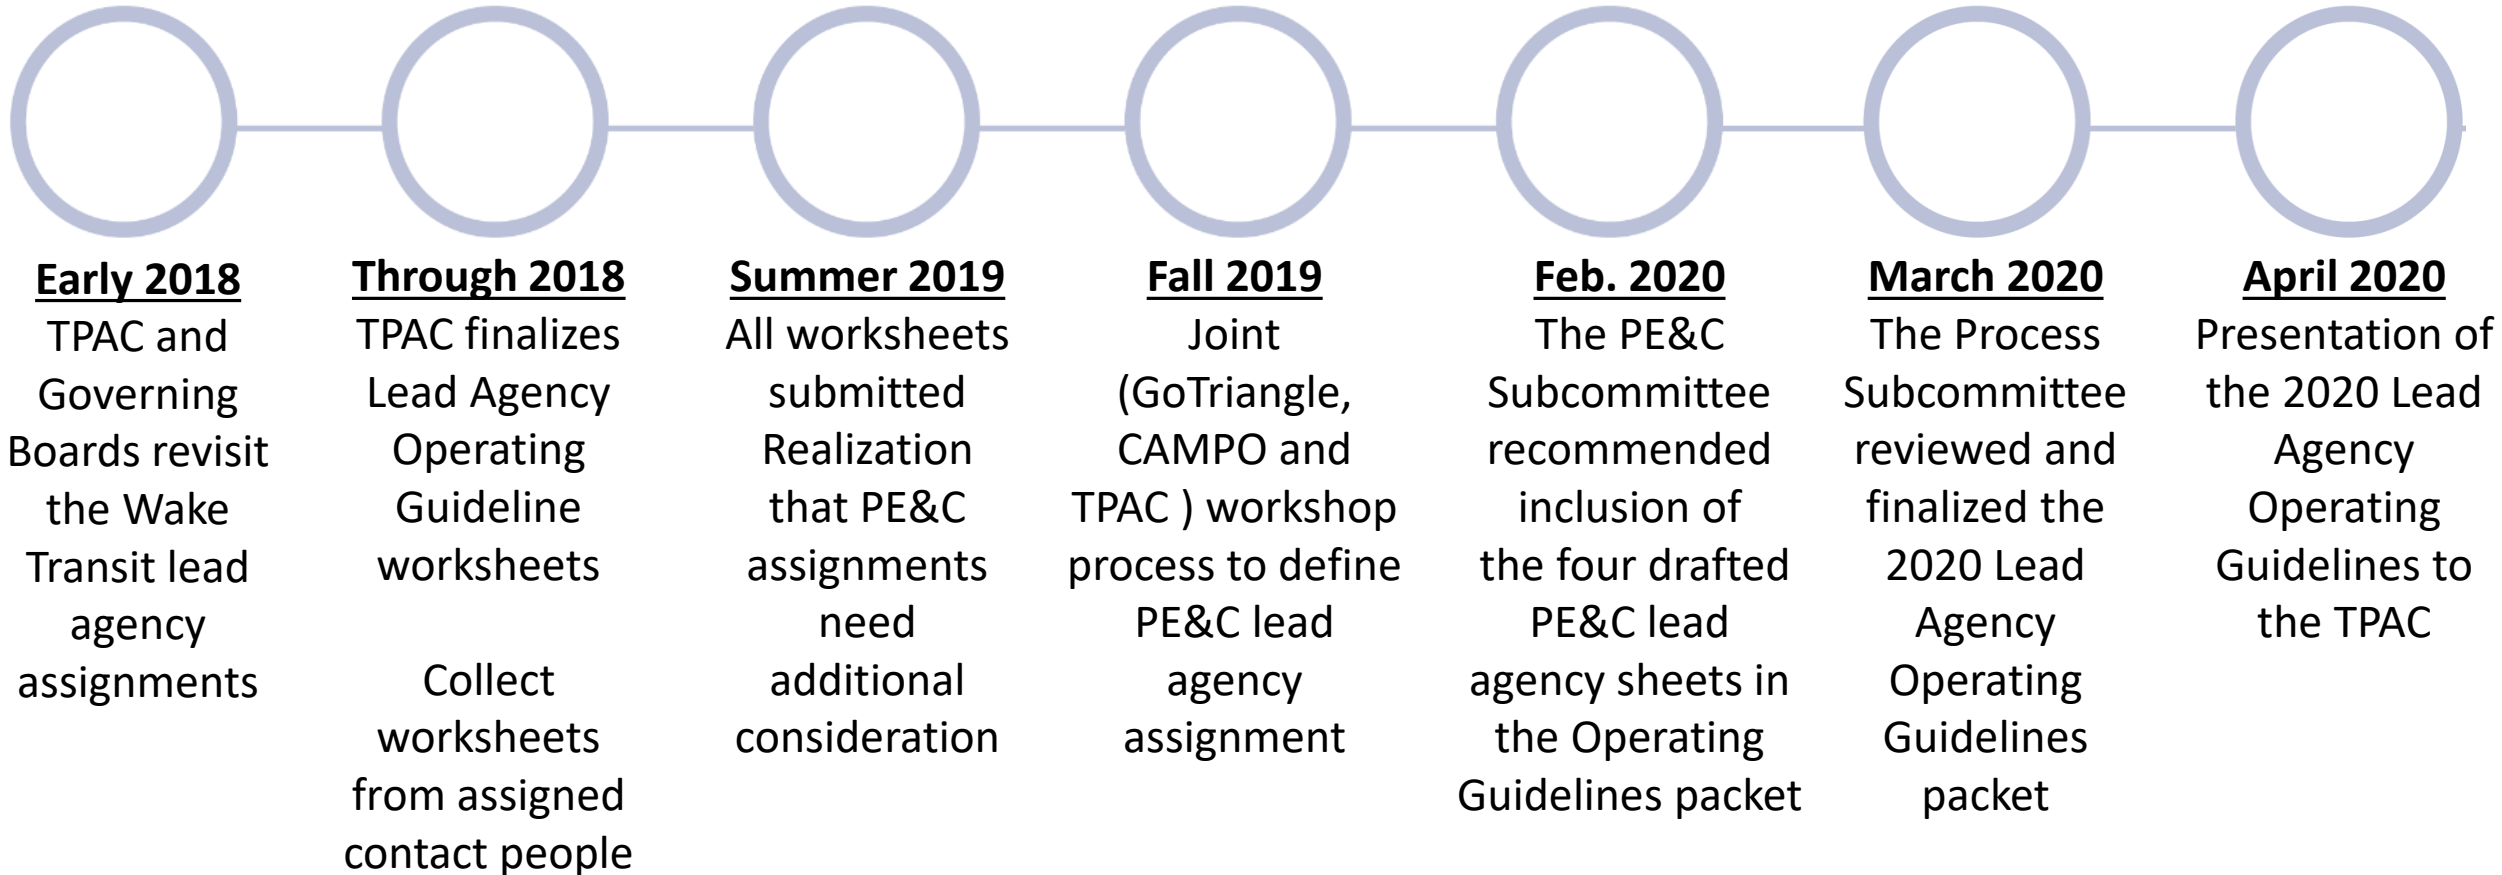 Early 2018
TPAC and
Governing
Boards revisit
the Wake
Transit lead
agency
assignments
Through 2018
TPAC finalizes
Lead Agency
Operating
Guideline
worksheets
Collect
worksheets
from assigned
contact people
Summer 2019
All worksheets
submitted
Realization
that PE&C
assignments
need
additional
consideration
Fall 2019
Joint
(GoTriangle,
CAMPO and
TPAC ) workshop
process to define
PE&C lead
agency
assignment
Feb. 2020
The PE&C
Subcommittee
recommended
inclusion of
the four drafted
PE&C lead
agency sheets in
the Operating
Guidelines packet
March 2020
The Process
Subcommittee
reviewed and
finalized the
2020 Lead
Agency
Operating
Guidelines
packet
April 2020
Presentation of
the 2020 Lead
Agency
Operating
Guidelines to
the TPAC